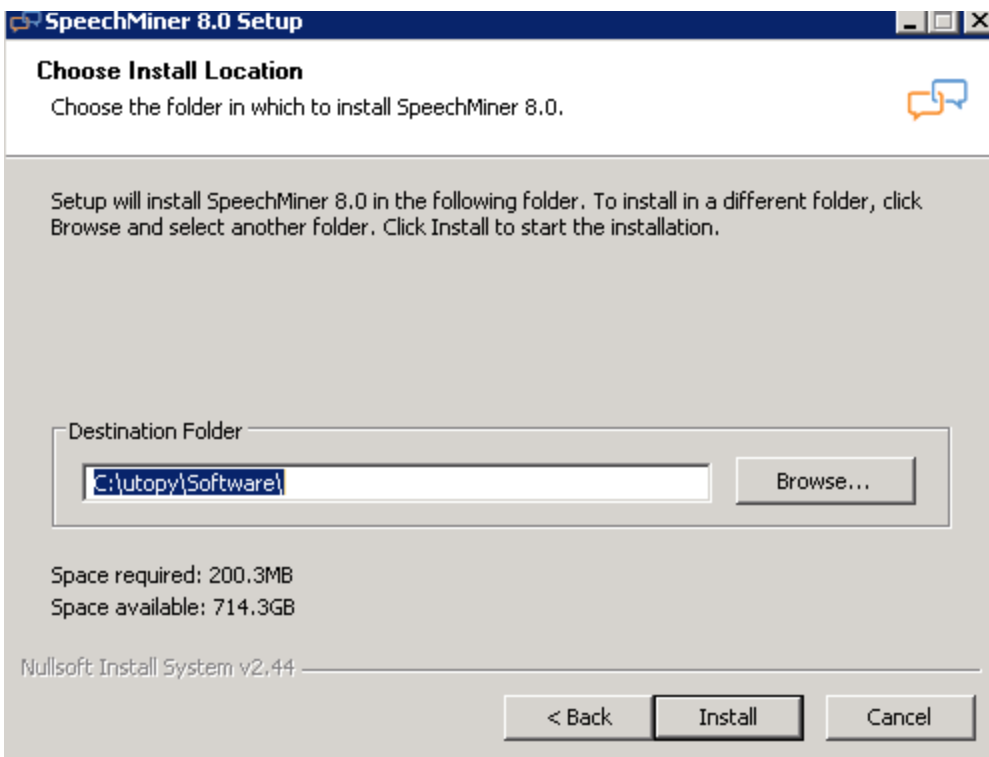 SpeechMiner 8.0 Setup
Choose Install Location
Choose the folder in which to install SpeechMiner 8.0.
Setup will install SpeechMiner 8.0 in the following folder. To install in a different folder, click
Browse and select another folder. Click Install to start the installation.
Destination Folder
C:\utopy\Software\
Browse...
Space required: 200.3MB
Space available: 714.3GB
Nullsoft Install System v2.44
< Back
Install
Cancel